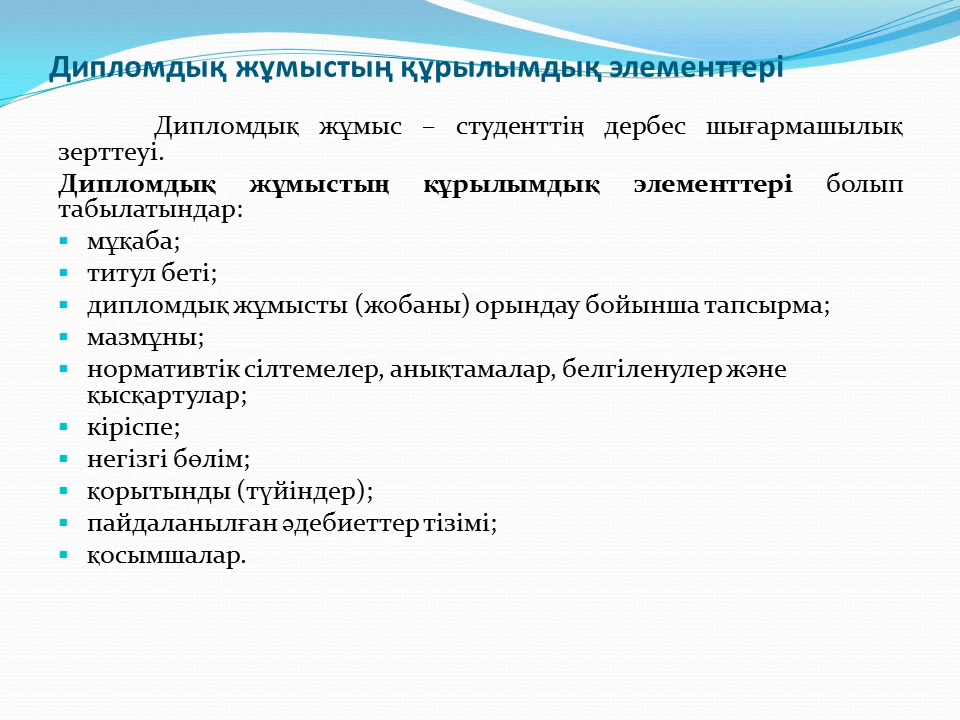 Дипломдық жұмыстың құрылымдық элементтері
Дипломдық жұмыс – студенттің дербес шығармашылық
зерттеуі.
Дипломдық жұмыстың құрылымдық элементтері болып
табылатындар:
▪ мұқаба;
▪ титул беті;
▪ дипломдық жұмысты (жобаны) орындау бойынша тапсырма;
▪ мазмұны;
▪ нормативтік сілтемелер, анықтамалар, белгіленулер және
қысқартулар;
▪ кіріспе;
▪ негізгі бөлім;
▪ қорытынды (түйіндер);
▪ пайдаланылған әдебиеттер тізімі;
▪ қосымшалар.